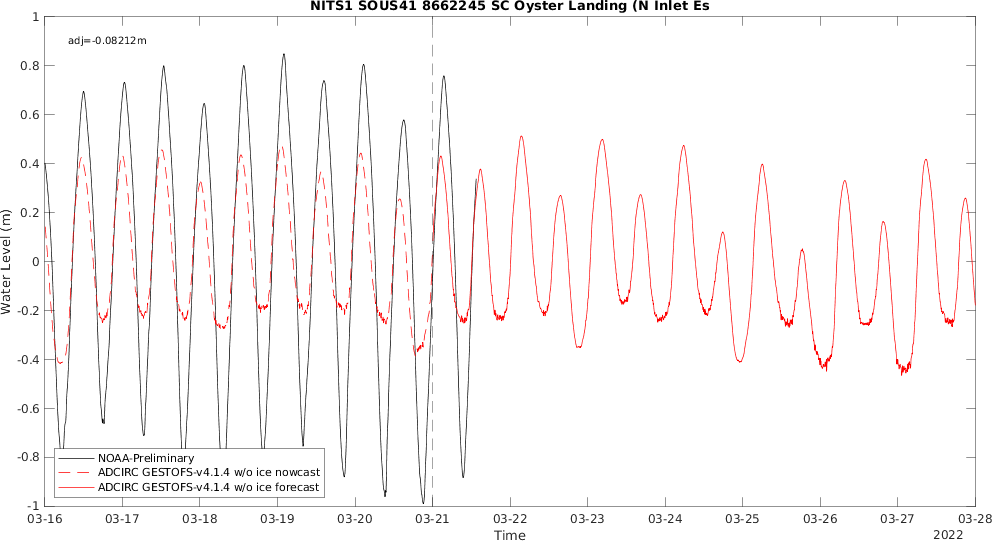 NITS1 SOUS41 8662245 SC Oyster Landing (N Inlet Es
adj=-0.08212m
Water Level (m)
1
0.8
0.6
0.4
0.2
0
-0.2
-0.4
-0.6
-0.8
-1
NOAA-Preliminary
ADCIRC GESTOFS-v4.1.4 w/o ice nowcast
ADCIRC GESTOFS-v4.1.4 w/o ice forecast
03-16 03-17 03-18 03-19 03-20 03-21 03-22 03-23 03-24 03-25 03-26 03-27 03-28
Time
2022